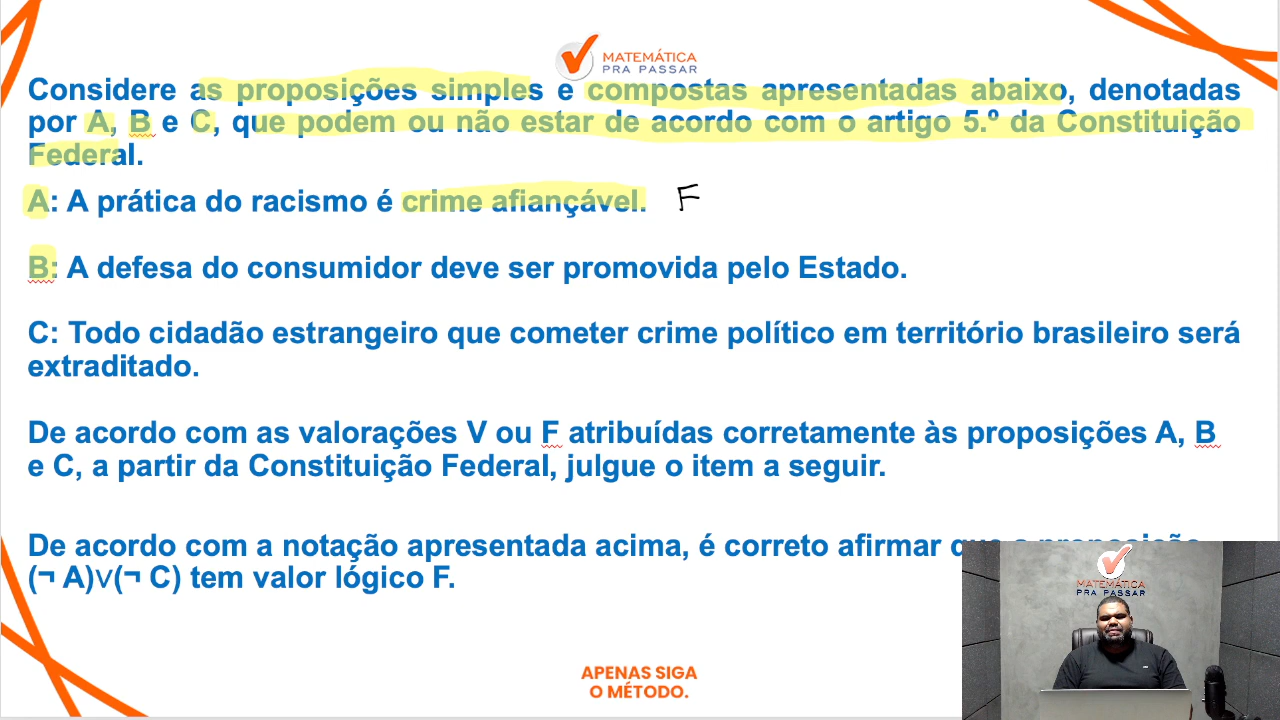 MATEMÁTICA
PRA PASSAR
Considere as proposições simples e compostas apresentadas abaixo, denotadas
por A, B e C, que podem ou não estar de acordo com o artigo 5.º da Constituição
Federal.
A: A prática do racismo é crime afiançável. F
B: A defesa do consumidor deve ser promovida pelo Estado.
C: Todo cidadão estrangeiro que cometer crime político em território brasileiro será
extraditado.
De acordo com as valorações V ou F atribuídas corretamente às proposições A, B
e C, a partir da Constituição Federal, julgue o item a seguir.
De acordo com a notação apresentada acima, é correto afirmar
(¬ A)∨(¬ C) tem valor lógico F.
MATEMÁTICA
PRA PASSAR
APENAS SIGA
O MÉTODO.